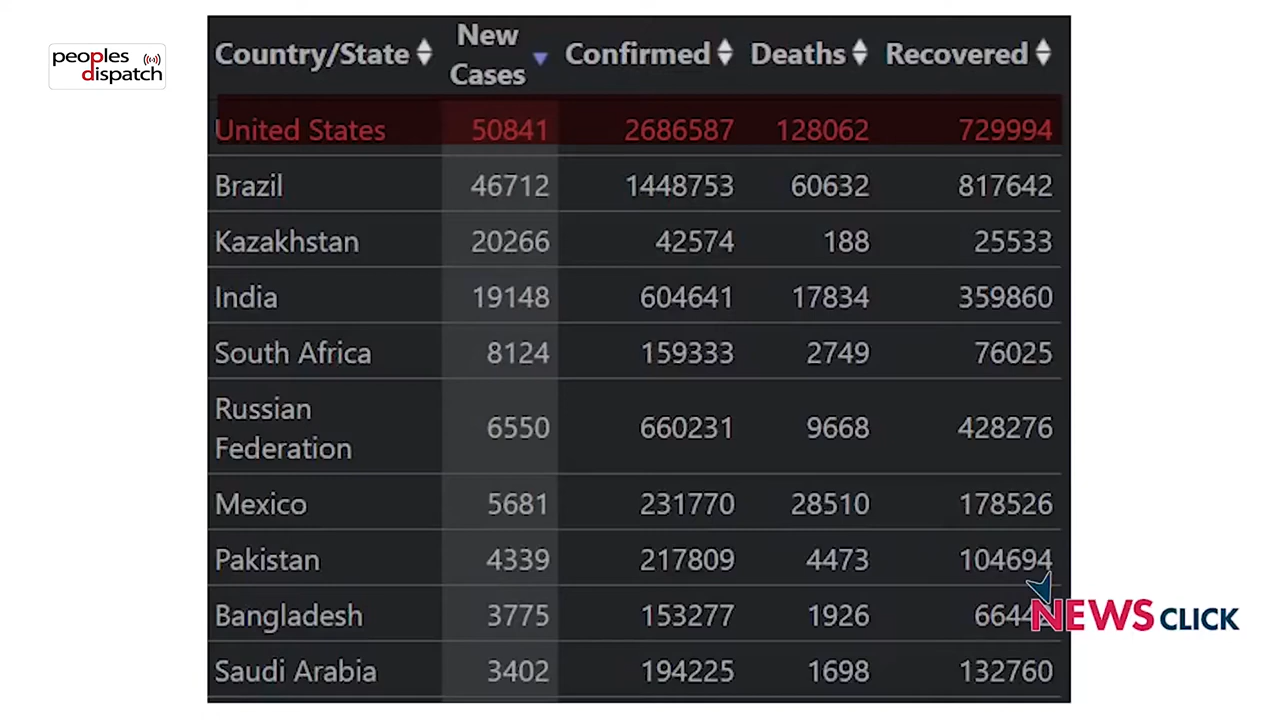 peoples
dispatch
Country/State New Cases Confirmed Deaths Recovered
United States 50841 2686587 128062 729994
Brazil 46712 1448753 60632 817642
Kazakhstan 20266 42574 188 25533
India 19148 604641 17834 359860
South Africa 8124 159333 2749 76025
Russian Federation 6550 660231 9668 428276
Mexico 5681 231770 28510 178526
Pakistan 4339 217809 4473 104694
Bangladesh 3775 153277 1926
NEWS CLICK
Saudi Arabia 3402 194225 1698 132760